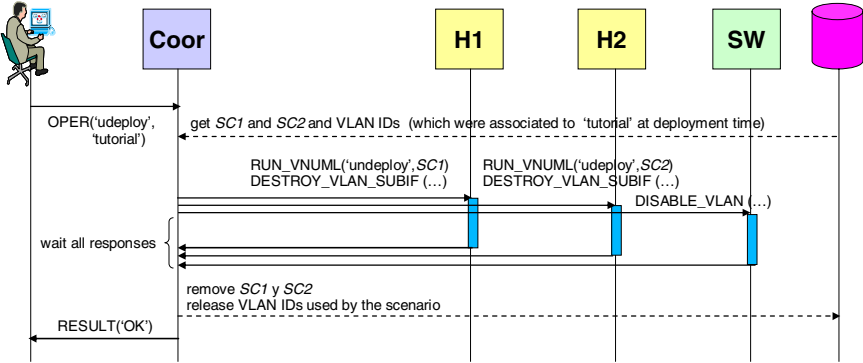 Coor
H1
H2
SW
OPER(‘udeploy’,
‘tutorial’)
get SC1 and SC2 and VLAN IDs (which were associated to ‘tutorial’ at deployment time)
RUN_VNUML(‘undeploy’,SC1)
DESTROY_VLAN_SUBIF (…)
RUN_VNUML(‘udeploy’,SC2)
DESTROY_VLAN_SUBIF (…)
DISABLE_VLAN (…)
wait all responses
remove SC1 y SC2
release VLAN IDs used by the scenario
RESULT(‘OK’)